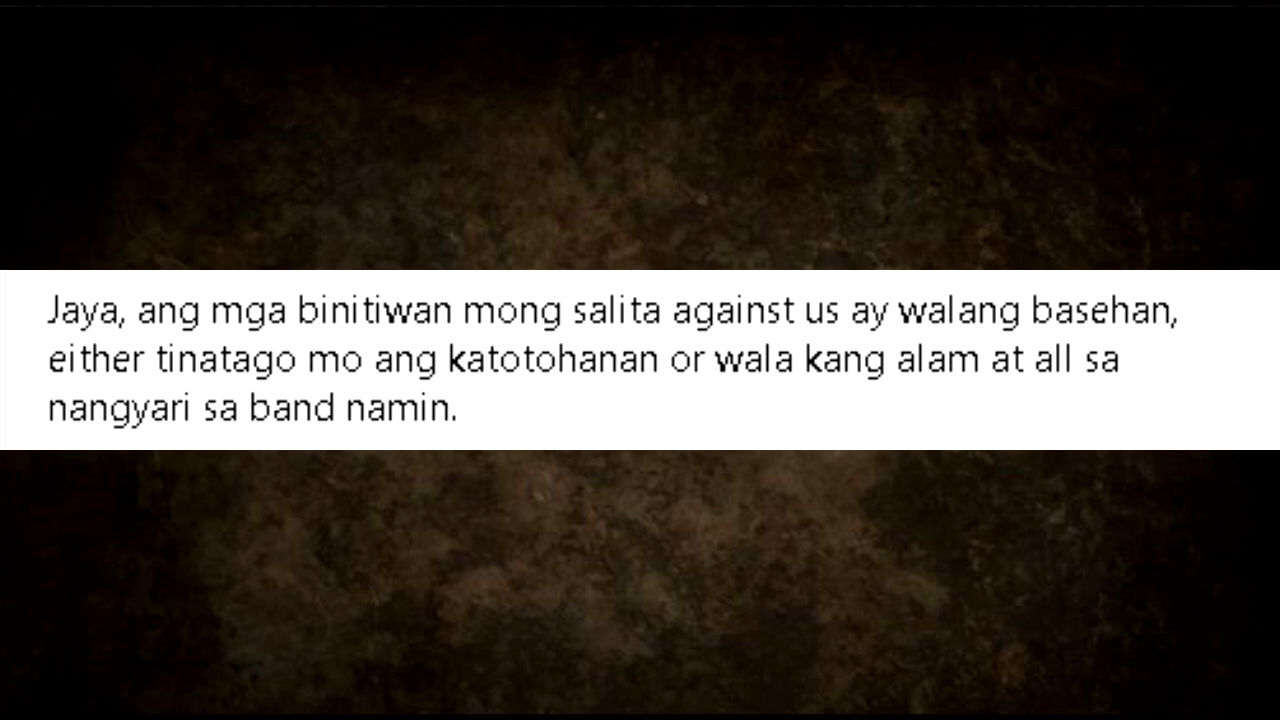 Jaya, ang mga binitiwan mong salita against us ay walang basehan,
either tinatago mo ang katotohanan or wala kang alam at all sa
nangyari sa band namin.